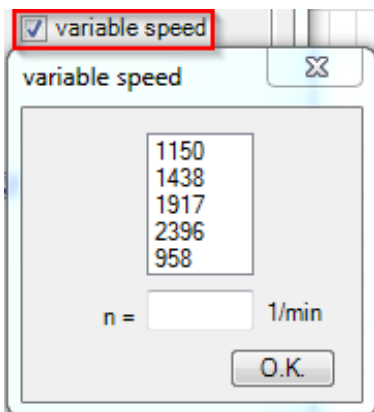 variable speed
variable speed
1150
1438
1917
2396
958
n = 1/min
O.K.